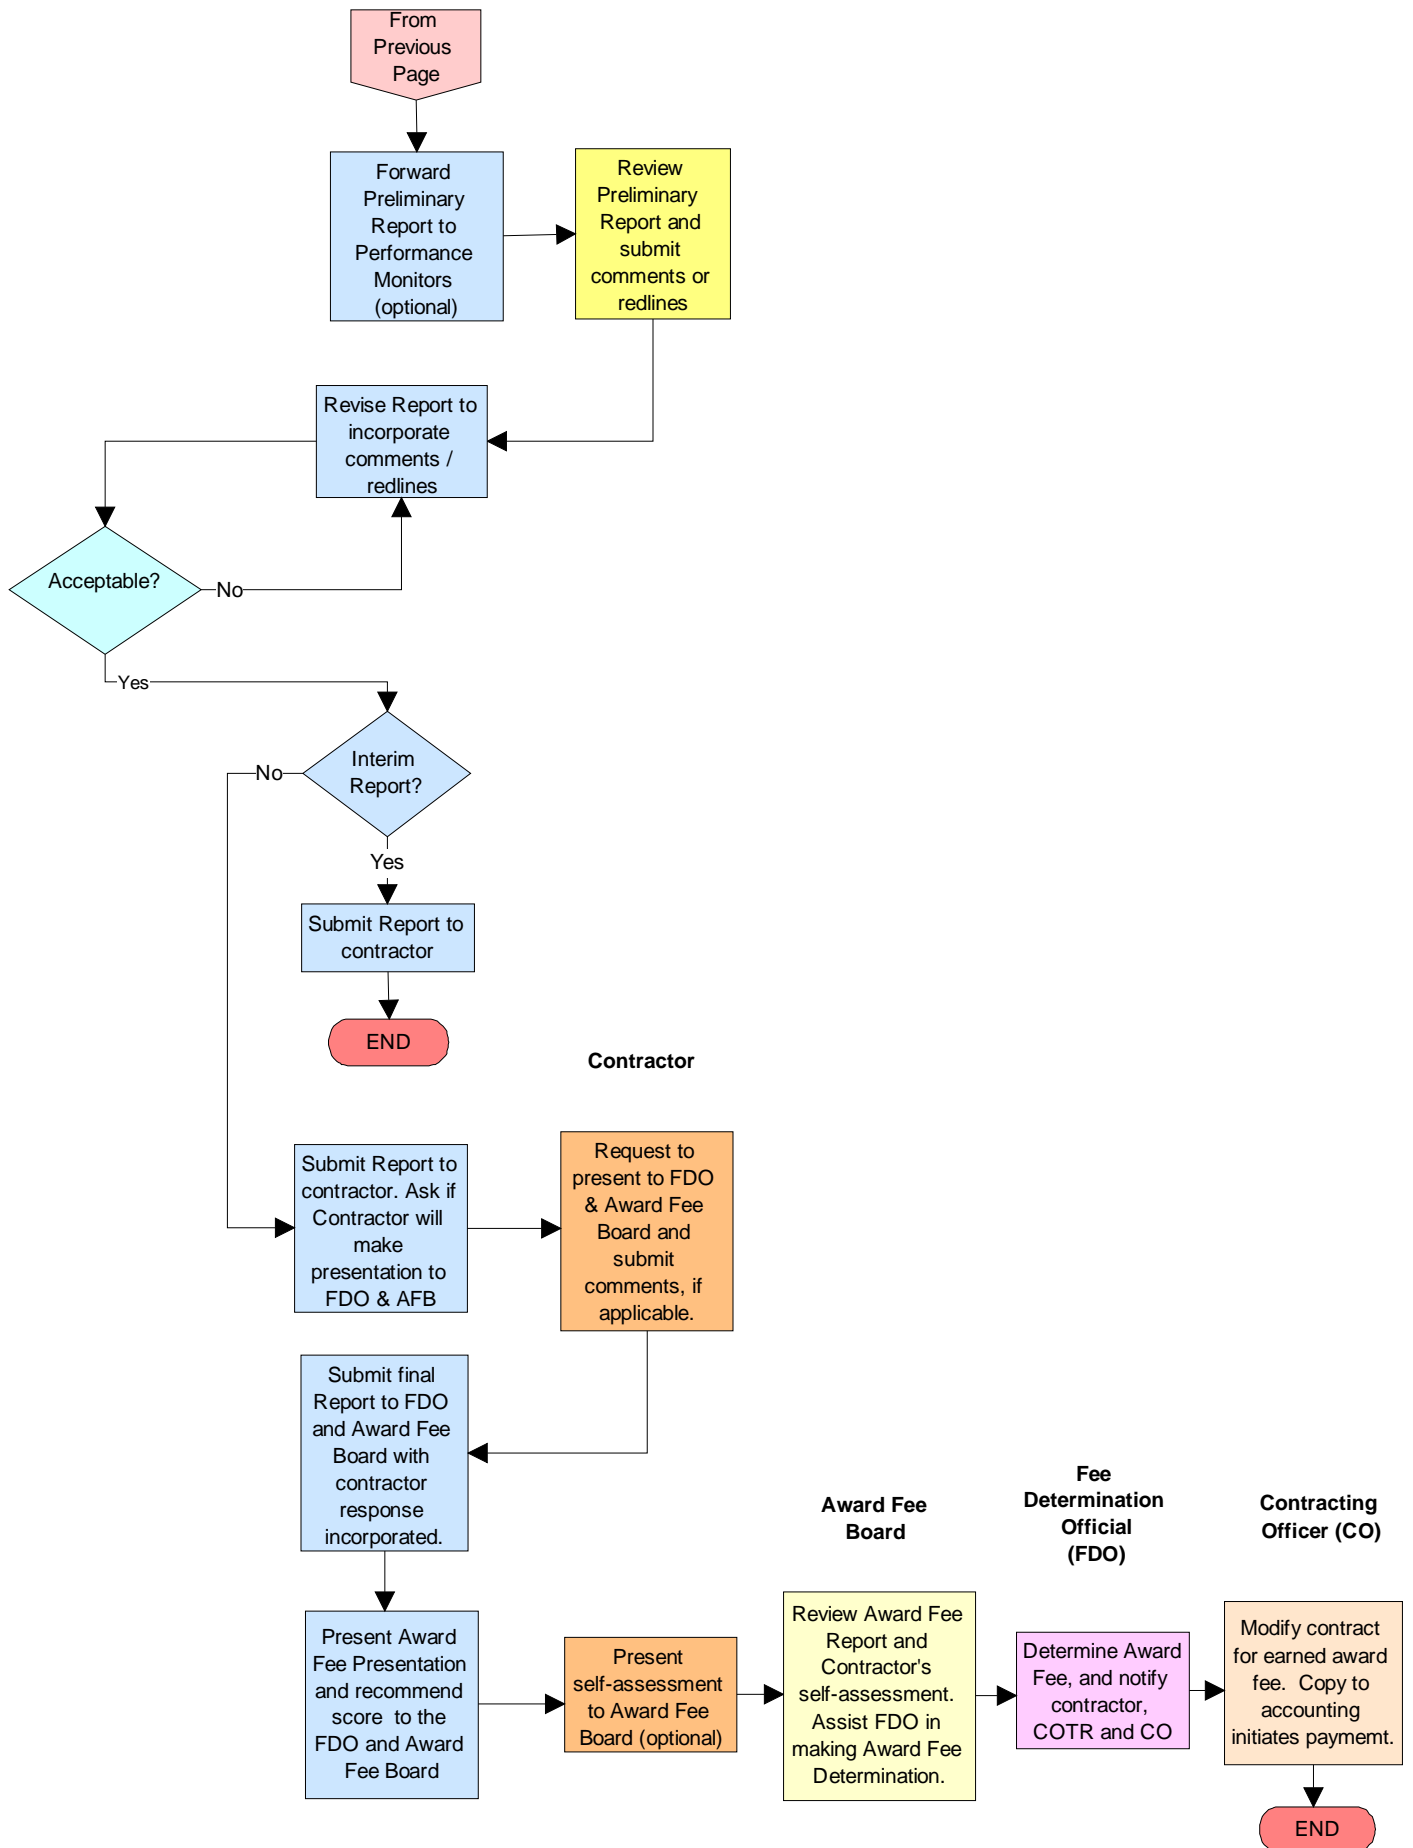 From
Previous
Page
Forward
Preliminary
Report to
Performance
Monitors
(optional)
Review
Preliminary
Report and
submit
comments or
redlines
Revise Report to
incorporate
comments /
redlines
Acceptable?
No
Yes
Interim
Report?
No
Yes
Submit Report to
contractor
END
Contractor
Submit Report to
contractor. Ask if
Contractor will
make
presentation to
FDO & AFB
Request to
present to FDO
& Award Fee
Board and
submit
comments, if
applicable.
Submit final
Report to FDO
and Award Fee
Board with
contractor
response
incorporated.
Award Fee
Board
Fee
Determination
Official
(FDO)
Contracting
Officer (CO)
Present Award
Fee Presentation
and recommend
score to the
FDO and Award
Fee Board
Present
self-assessment
to Award Fee
Board (optional)
Review Award Fee
Report and
Contractor's
self-assessment.
Assist FDO in
making Award Fee
Determination.
Determine Award
Fee, and notify
contractor,
COTR and CO
Modify contract
for earned award
fee. Copy to
accounting
initiates paymemt.
END